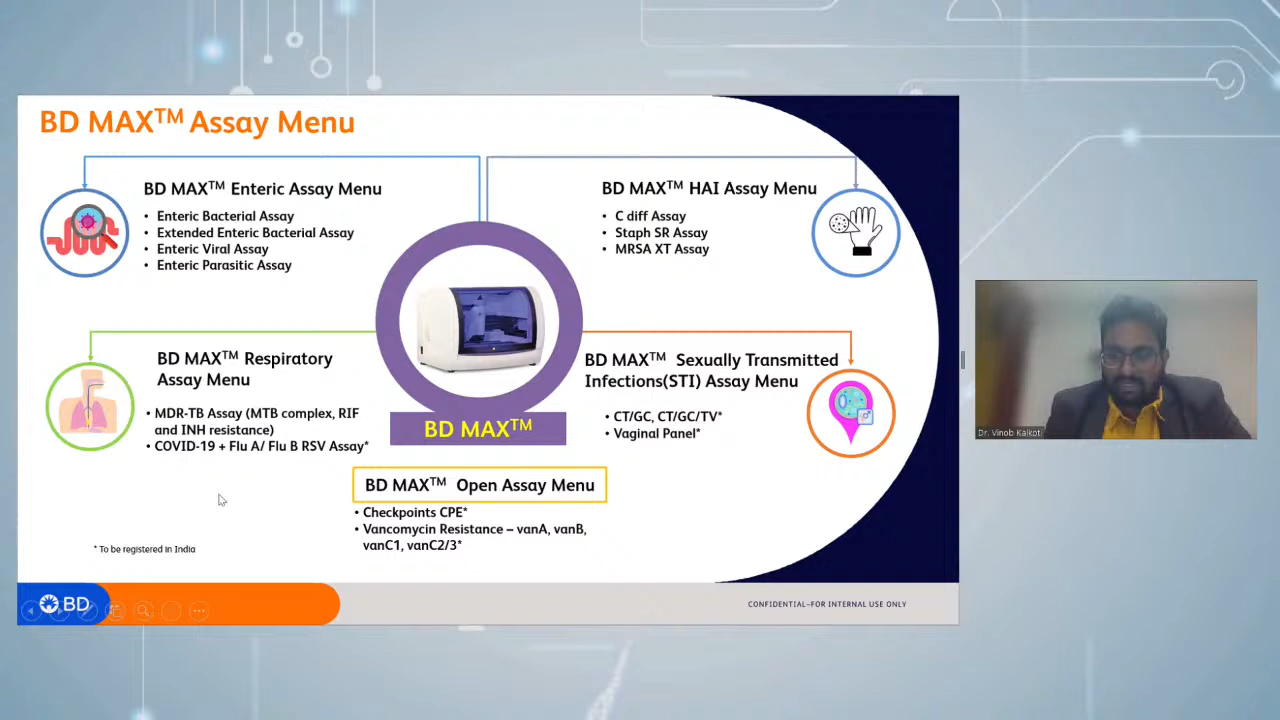 BD MAX™ Assay Menu
BD MAX™ Enteric Assay Menu
• Enteric Bacterial Assay
• Extended Enteric Bacterial Assay
• Enteric Viral Assay
• Enteric Parasitic Assay
BD MAX™ HAI Assay Menu
• C diff Assay
• Staph SR Assay
• MRSA XT Assay
BD MAX™ Respiratory
Assay Menu
• MDR-TB Assay (MTB complex, RIF
and INH resistance)
• COVID-19 + Flu A/ Flu B RSV Assay*
BD MAX™
BD MAX™ Sexually Transmitted
Infections(STI) Assay Menu
• CT/GC, CT/GC/TV*
• Vaginal Panel*
BD MAX™ Open Assay Menu
• Checkpoints CPE*
• Vancomycin Resistance – vanA, vanB,
vanC1, vanC2/3*
* To be registered in India
BD
CONFIDENTIAL–FOR INTERNAL USE ONLY
Dr. Vinob Kalkoti